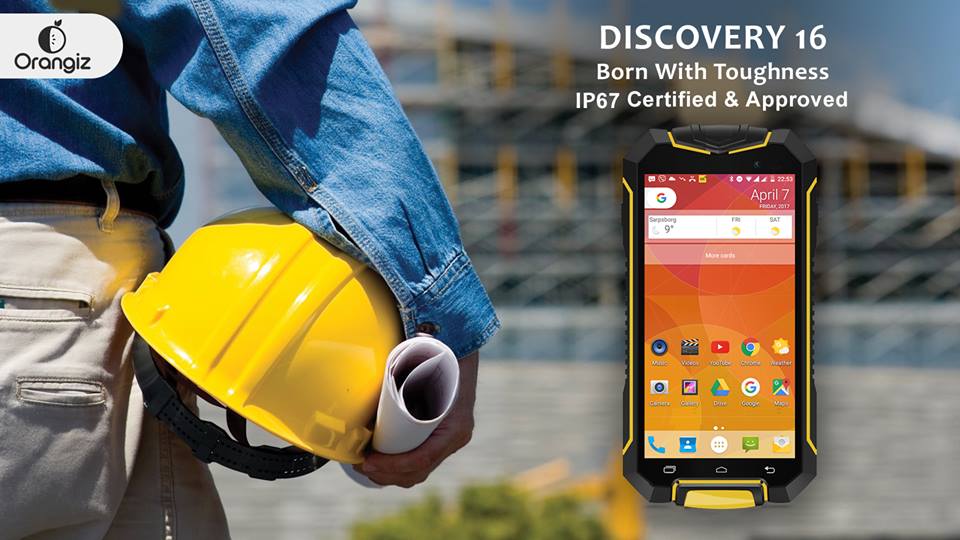 Orangiz
DISCOVERY 16
Born With Toughness
IP67 Certified & Approved
22:53
G
April 7
FRIDAY, 2017
Sarpsborg
9°
FRI
SAT
More cards
Music
Videos
YouTube
Chrome
Weather
Camera
Gallery
Drive
Google
Maps